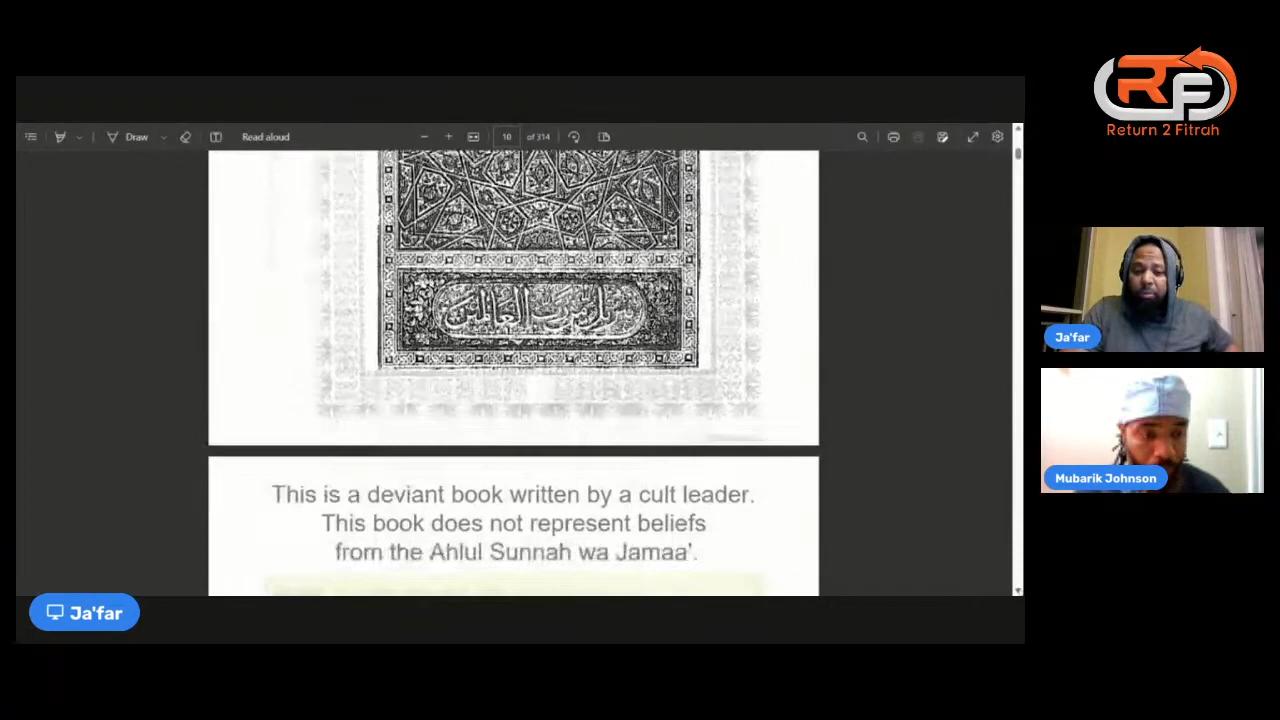 RF
Return 2 Fitrah
Draw
Read aloud
10 of 314
تنزيل من رب العالمين
This is a deviant book written by a cult leader.
This book does not represent beliefs
from the Ahlul Sunnah wa Jamaa'.
Ja'far
Mubarik Johnson
Ja'far